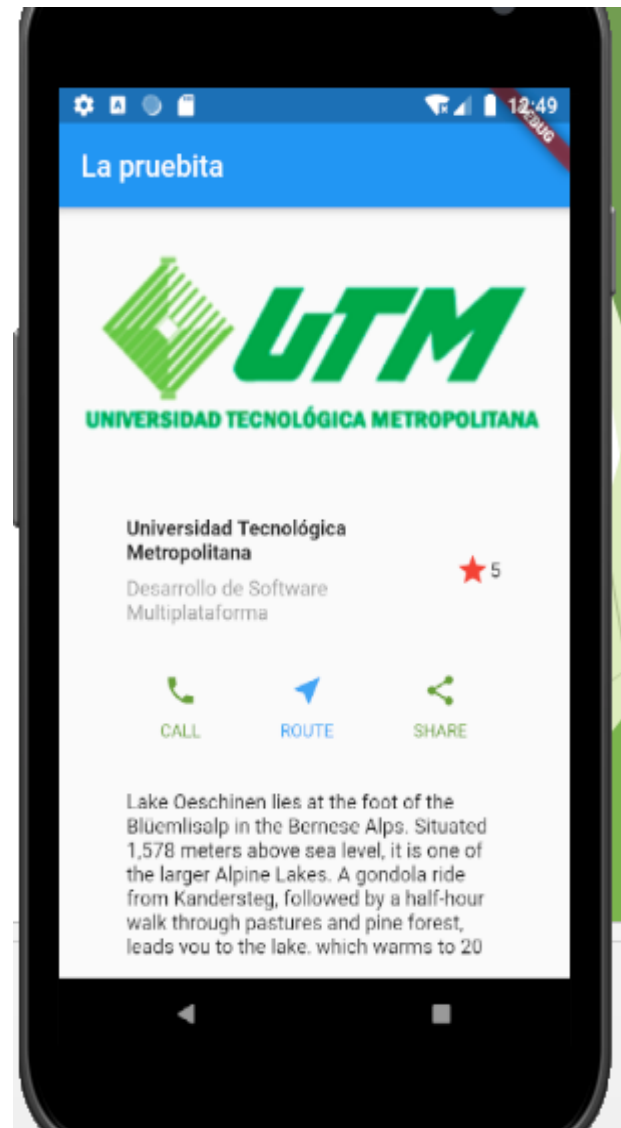 12:49
DEBUG
La pruebita
UTM
UNIVERSIDAD TECNOLÓGICA METROPOLITANA
Universidad Tecnológica
Metropolitana
5
Desarrollo de Software
Multiplataforma
CALL ROUTE SHARE
Lake Oeschinen lies at the foot of the
Blüemlisalp in the Bernese Alps. Situated
1,578 meters above sea level, it is one of
the larger Alpine Lakes. A gondola ride
from Kandersteg, followed by a half-hour
walk through pastures and pine forest,
leads you to the lake, which warms to 20